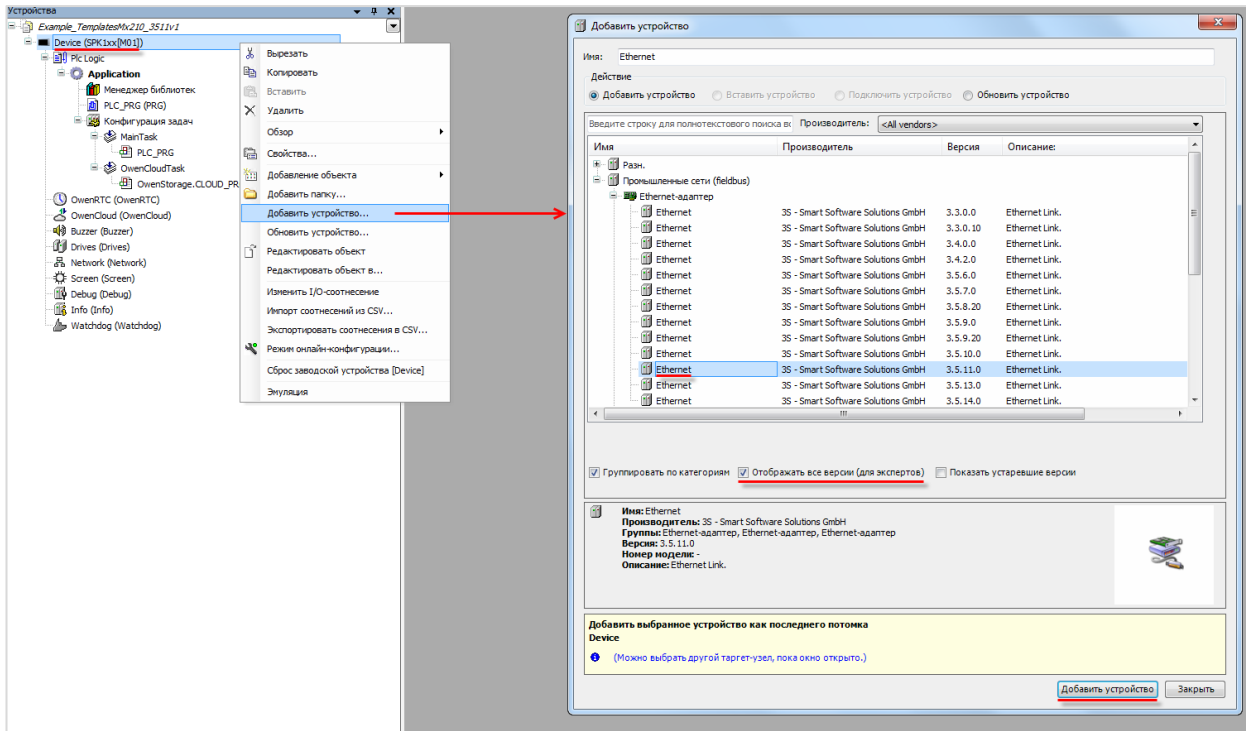 Устройства
Example_TemplatesMx210_3511v1
Device (SPK1xx[M01])
Plc Logic
Application
Менеджер библиотек
PLC_PRG (PRG)
Конфигурация задач
MainTask
PLC_PRG
OwenCloudTask
OwenStorage.CLOUD_PR
OwenRTC (OwenRTC)
OwenCloud (OwenCloud)
Buzzer (Buzzer)
Drives (Drives)
Network (Network)
Screen (Screen)
Debug (Debug)
Info (Info)
Watchdog (Watchdog)
Вырезать
Копировать
Вставить
Удалить
Обзор
Свойства...
Добавление объекта
Добавить папку...
Добавить устройство...
Обновить устройство...
Редактировать объект
Редактировать объект в...
Изменить I/O-соотнесение
Импорт соотнесений из CSV...
Экспортировать соотнесения в CSV...
Режим онлайн-конфигурации...
Сброс заводской устройства [Device]
Эмуляция
Добавить устройство
Имя: Ethernet
Действие
Добавить устройство Вставить устройство Подключить устройство Обновить устройство
Введите строку для полнотекстового поиска вс Производитель: <All vendors>
Имя Производитель Версия Описание:
Разн.
Промышленные сети (fieldbus)
Ethernet-адаптер
Ethernet 3S - Smart Software Solutions GmbH 3.3.0.0 Ethernet Link.
Ethernet 3S - Smart Software Solutions GmbH 3.3.0.10 Ethernet Link.
Ethernet 3S - Smart Software Solutions GmbH 3.4.0.0 Ethernet Link.
Ethernet 3S - Smart Software Solutions GmbH 3.4.2.0 Ethernet Link.
Ethernet 3S - Smart Software Solutions GmbH 3.5.6.0 Ethernet Link.
Ethernet 3S - Smart Software Solutions GmbH 3.5.7.0 Ethernet Link.
Ethernet 3S - Smart Software Solutions GmbH 3.5.8.20 Ethernet Link.
Ethernet 3S - Smart Software Solutions GmbH 3.5.9.0 Ethernet Link.
Ethernet 3S - Smart Software Solutions GmbH 3.5.9.20 Ethernet Link.
Ethernet 3S - Smart Software Solutions GmbH 3.5.10.0 Ethernet Link.
Ethernet 3S - Smart Software Solutions GmbH 3.5.11.0 Ethernet Link.
Ethernet 3S - Smart Software Solutions GmbH 3.5.13.0 Ethernet Link.
Ethernet 3S - Smart Software Solutions GmbH 3.5.14.0 Ethernet Link.
Группировать по категориям Отображать все версии (для экспертов) Показать устаревшие версии
Имя: Ethernet
Производитель: 3S - Smart Software Solutions GmbH
Группы: Ethernet-адаптер, Ethernet-адаптер, Ethernet-адаптер
Версия: 3.5.11.0
Номер модели: -
Описание: Ethernet Link.
Добавить выбранное устройство как последнего потомка
Device
(Можно выбрать другой таргет-узел, пока окно открыто.)
Добавить устройство Закрыть